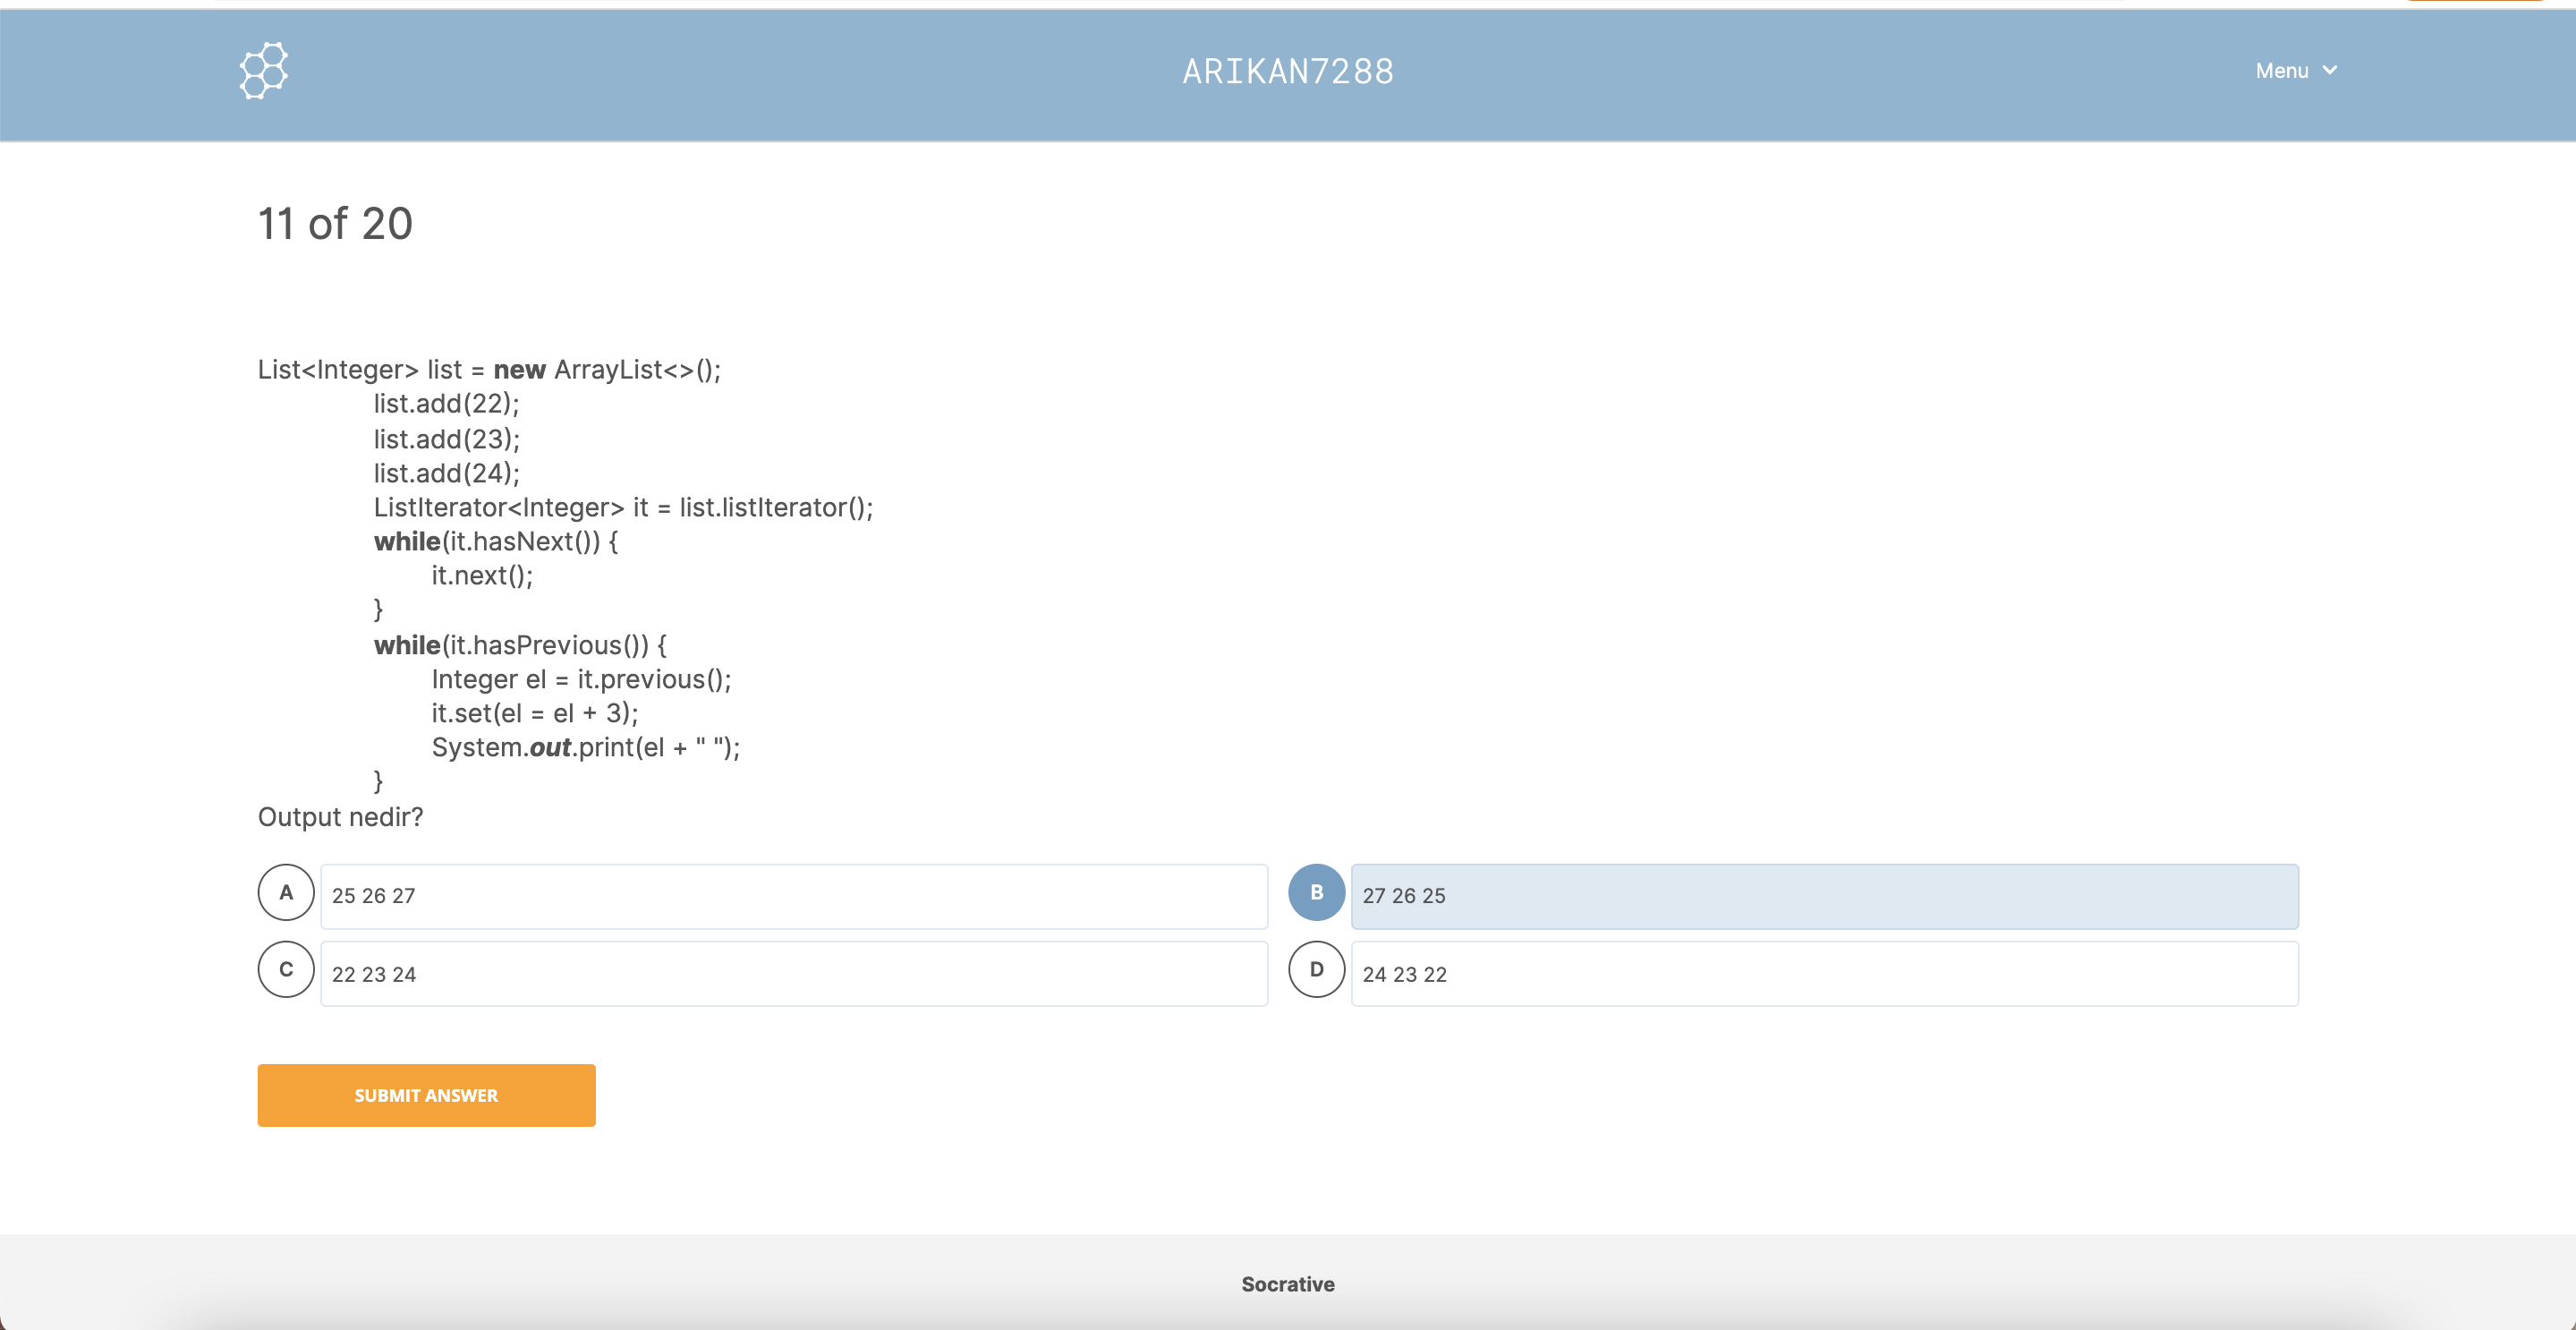 ARIKAN7288
Menu
11 of 20
List<Integer> list = new ArrayList<>();
list.add(22);
list.add(23);
list.add(24);
ListIterator<Integer> it = list.listIterator();
while(it.hasNext()) {
it.next();
}
while(it.hasPrevious()) {
Integer el = it.previous();
it.set(el = el + 3);
System.out.print(el + " ");
}
Output nedir?
A 25 26 27
B 27 26 25
C 22 23 24
D 24 23 22
SUBMIT ANSWER
Socrative